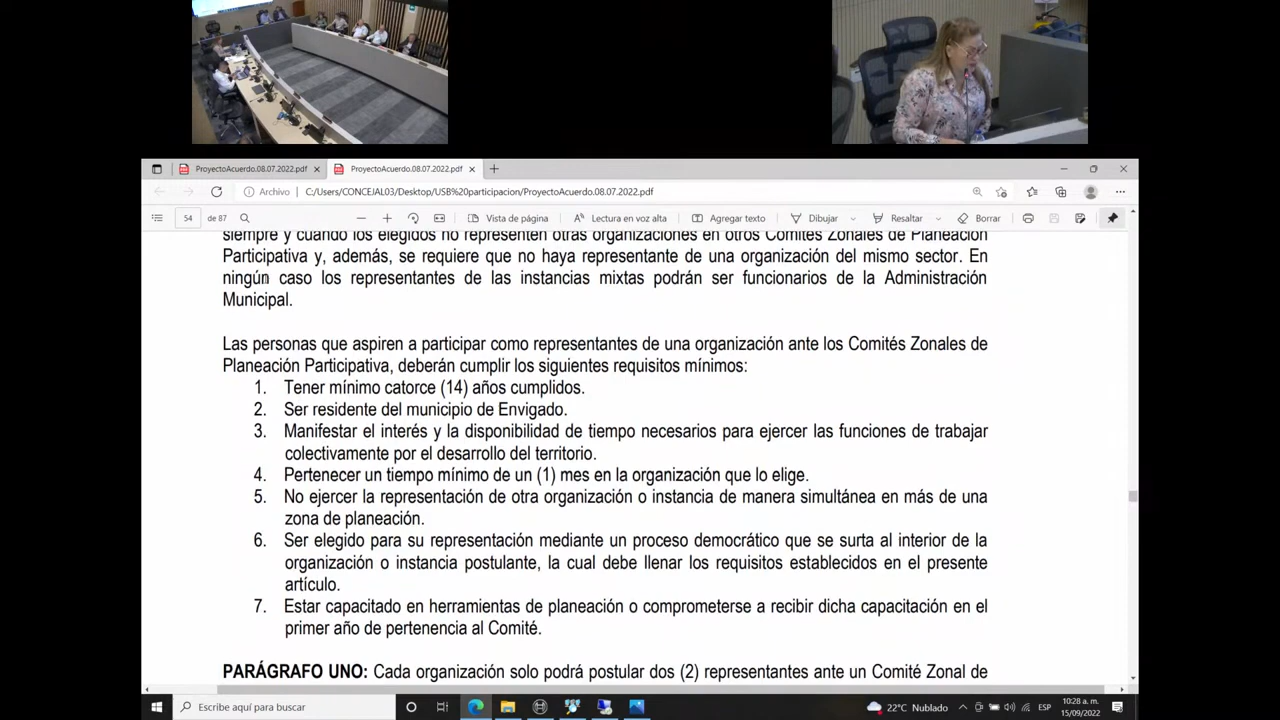 ProyectoAcuerdo.08.07.2022.pdf
ProyectoAcuerdo.08.07.2022.pdf
Archivo
C:/Users/CONCEJAL03/Desktop/USB%20participacion/ProyectoAcuerdo.08.07.2022.pdf
54 de 87
Vista de página
Lectura en voz alta
Agregar texto
Dibujar
Resaltar
Borrar
siempre y cuando los elegidos no representen otras organizaciones en otros Comités Zonales de Planeación
Participativa y, además, se requiere que no haya representante de una organización del mismo sector. En
ningún caso los representantes de las instancias mixtas podrán ser funcionarios de la Administración
Municipal.
Las personas que aspiren a participar como representantes de una organización ante los Comités Zonales de
Planeación Participativa, deberán cumplir los siguientes requisitos mínimos:
1. Tener mínimo catorce (14) años cumplidos.
2. Ser residente del municipio de Envigado.
3. Manifestar el interés y la disponibilidad de tiempo necesarios para ejercer las funciones de trabajar
colectivamente por el desarrollo del territorio.
4. Pertenecer un tiempo mínimo de un (1) mes en la organización que lo elige.
5. No ejercer la representación de otra organización o instancia de manera simultánea en más de una
zona de planeación.
6. Ser elegido para su representación mediante un proceso democrático que se surta al interior de la
organización o instancia postulante, la cual debe llenar los requisitos establecidos en el presente
artículo.
7. Estar capacitado en herramientas de planeación o comprometerse a recibir dicha capacitación en el
primer año de pertenencia al Comité.
PARÁGRAFO UNO: Cada organización solo podrá postular dos (2) representantes ante un Comité Zonal de
Escribe aquí para buscar
22°C Nublado
ESP
10:28 a. m.
15/09/2022